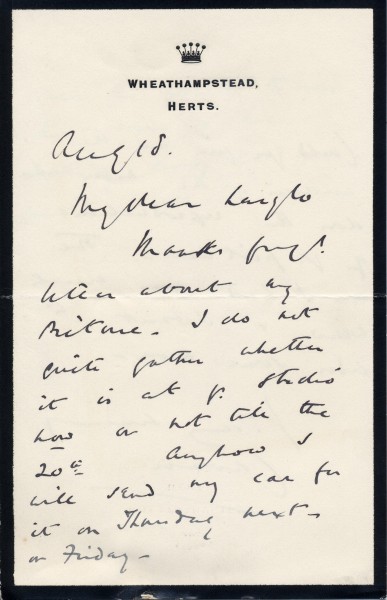 WHEATHAMPSTEAD,
HERTS.
Aug 18.
My dear Langlo
Thanks for yr.
letter about my
picture - I do not
quite gather whether
it is at yr. studio
now or not till the
20th Anyhow I
will send my car for
it on Thursday next -
or Friday -